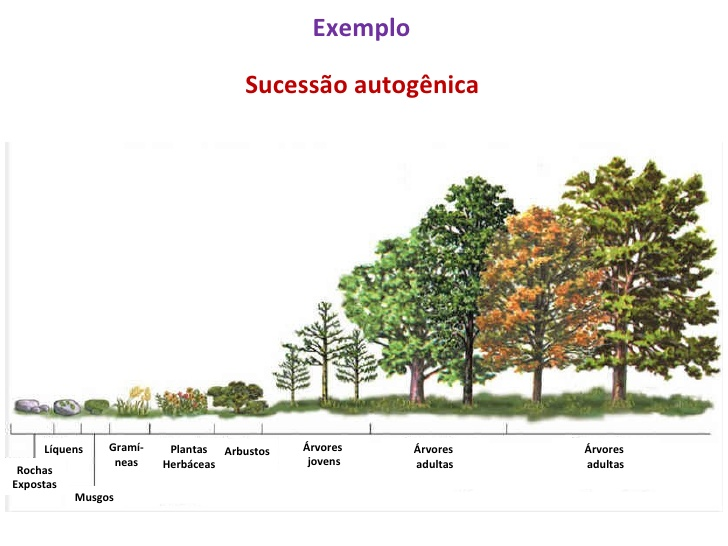 Exemplo
Sucessão autogênica
Rochas
Expostas
Líquens
Musgos
Gramí-
neas
Plantas
Herbáceas
Arbustos
Árvores
jovens
Árvores
adultas
Árvores
adultas